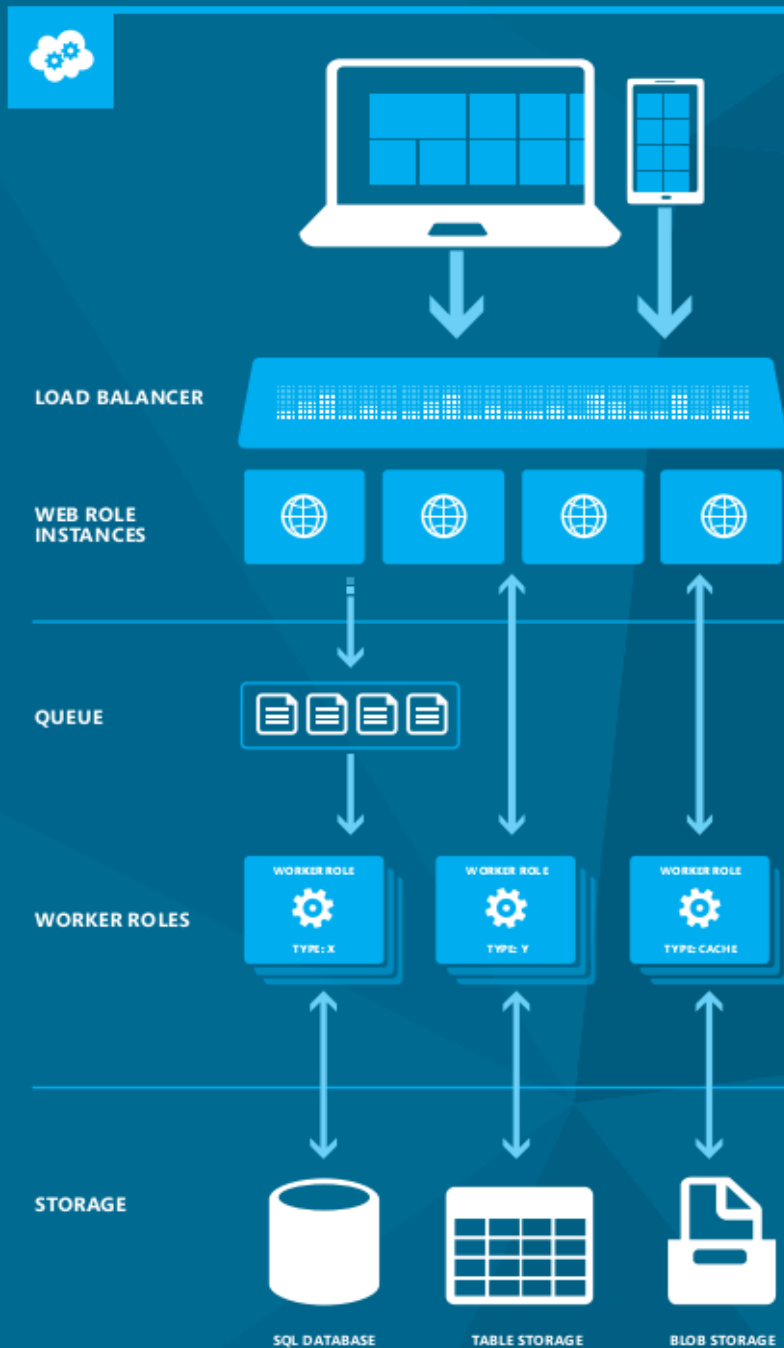 LOAD BALANCER
WEB ROLE
INSTANCES
QUEUE
WORKER ROLES
WORKER ROLE
TYPE: X
WORKER ROLE
TYPE: Y
WORKER ROLE
TYPE: CACHE
STORAGE
SQL DATABASE
TABLE STORAGE
BLOB STORAGE